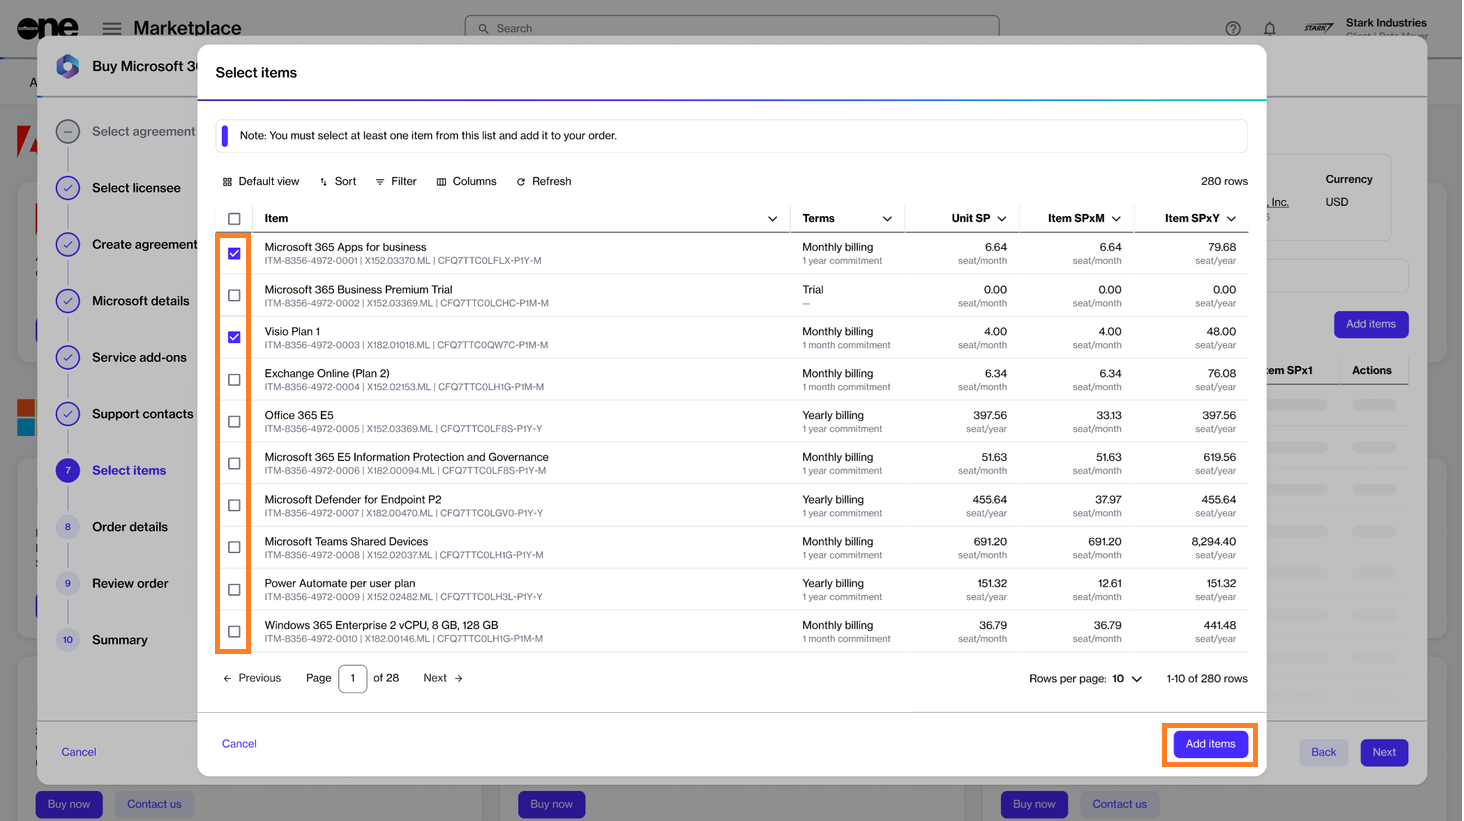 software
one
Marketplace
Search
STARK
Stark Industries
Buy Microsoft 3
Select items
Note: You must select at least one item from this list and add it to your order.
Select agreement
Select licensee
Create agreement
Microsoft details
Service add-ons
Support contacts
7 Select items
8 Order details
9 Review order
10 Summary
Cancel
Default view Sort Filter Columns Refresh 280 rows
Item Terms Unit SP Item SPxM Item SPxY
Microsoft 365 Apps for business Monthly billing 6.64 6.64 79.68
ITM-8356-4972-0001 | X152.03370.ML | CFQ7TTC0LFLX-P1Y-M 1 year commitment seat/month seat/month seat/year
Microsoft 365 Business Premium Trial Trial 0.00 0.00 0.00
ITM-8356-4972-0002 | X152.03369.ML | CFQ7TTC0LCHC-P1M-M — seat/month seat/month seat/year
Visio Plan 1 Monthly billing 4.00 4.00 48.00
ITM-8356-4972-0003 | X182.01018.ML | CFQ7TTC0QW7C-P1M-M 1 month commitment seat/month seat/month seat/year
Exchange Online (Plan 2) Monthly billing 6.34 6.34 76.08
ITM-8356-4972-0004 | X152.02153.ML | CFQ7TTC0LH1G-P1M-M 1 month commitment seat/month seat/month seat/year
Office 365 E5 Yearly billing 397.56 33.13 397.56
ITM-8356-4972-0005 | X152.03369.ML | CFQ7TTC0LF8S-P1Y-Y 1 year commitment seat/year seat/month seat/year
Microsoft 365 E5 Information Protection and Governance Monthly billing 51.63 51.63 619.56
ITM-8356-4972-0006 | X182.00094.ML | CFQ7TTC0LF8S-P1Y-M 1 year commitment seat/month seat/month seat/year
Microsoft Defender for Endpoint P2 Yearly billing 455.64 37.97 455.64
ITM-8356-4972-0007 | X182.00470.ML | CFQ7TTC0LGV0-P1Y-Y 1 year commitment seat/year seat/month seat/year
Microsoft Teams Shared Devices Monthly billing 691.20 691.20 8,294.40
ITM-8356-4972-0008 | X152.02037.ML | CFQ7TTC0LH1G-P1Y-M 1 year commitment seat/month seat/month seat/year
Power Automate per user plan Yearly billing 151.32 12.61 151.32
ITM-8356-4972-0009 | X152.02482.ML | CFQ7TTC0LH3L-P1Y-Y 1 year commitment seat/year seat/month seat/year
Windows 365 Enterprise 2 vCPU, 8 GB, 128 GB Monthly billing 36.79 36.79 441.48
ITM-8356-4972-0010 | X182.00146.ML | CFQ7TTC0LH1G-P1M-M 1 month commitment seat/month seat/month seat/year
Previous Page 1 of 28 Next Rows per page: 10 1-10 of 280 rows
Cancel Add items
, Inc.
Currency
USD
Add items
em SPx1 Actions
Back Next
Buy now Contact us Buy now Buy now Contact us